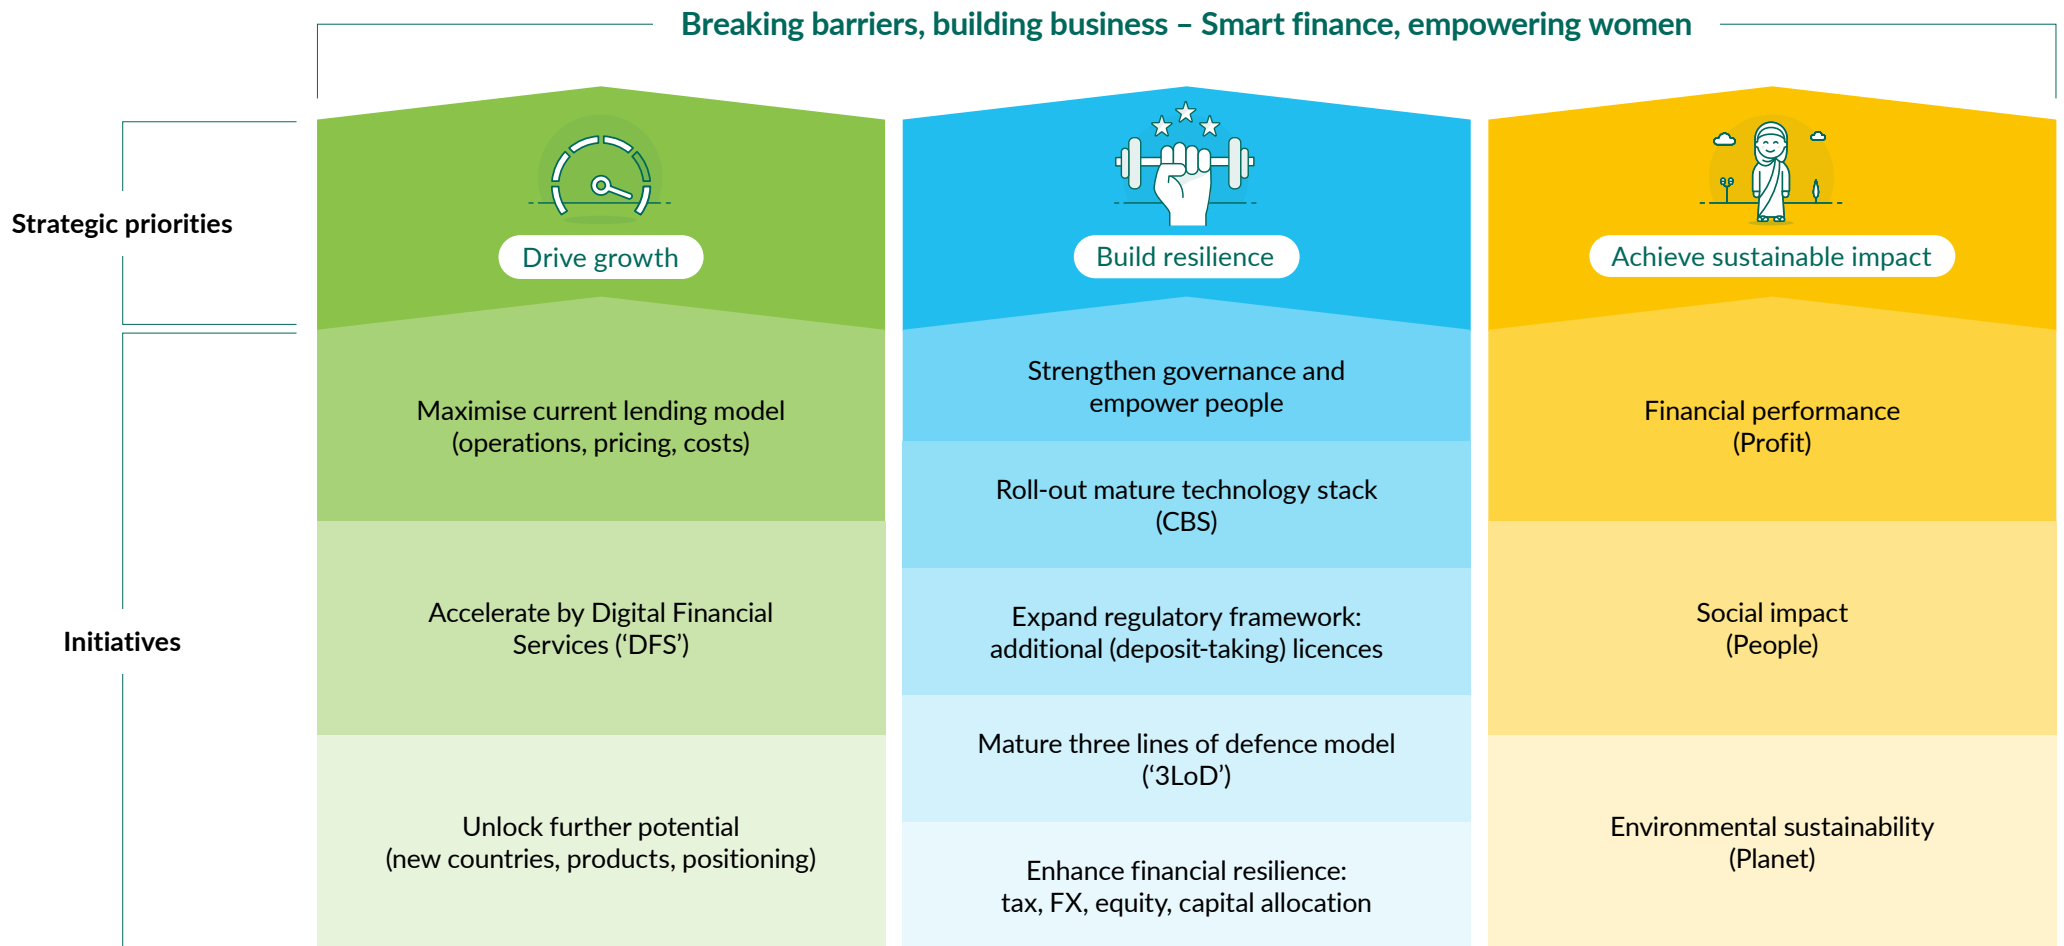 Breaking barriers, building business – Smart finance, empowering women
Strategic priorities
Drive growth
Build resilience
Achieve sustainable impact
Initiatives
Maximise current lending model
(operations, pricing, costs)
Accelerate by Digital Financial
Services (‘DFS’)
Unlock further potential
(new countries, products, positioning)
Strengthen governance and
empower people
Roll-out mature technology stack
(CBS)
Expand regulatory framework:
additional (deposit-taking) licences
Mature three lines of defence model
(‘3LoD’)
Enhance financial resilience:
tax, FX, equity, capital allocation
Financial performance
(Profit)
Social impact
(People)
Environmental sustainability
(Planet)